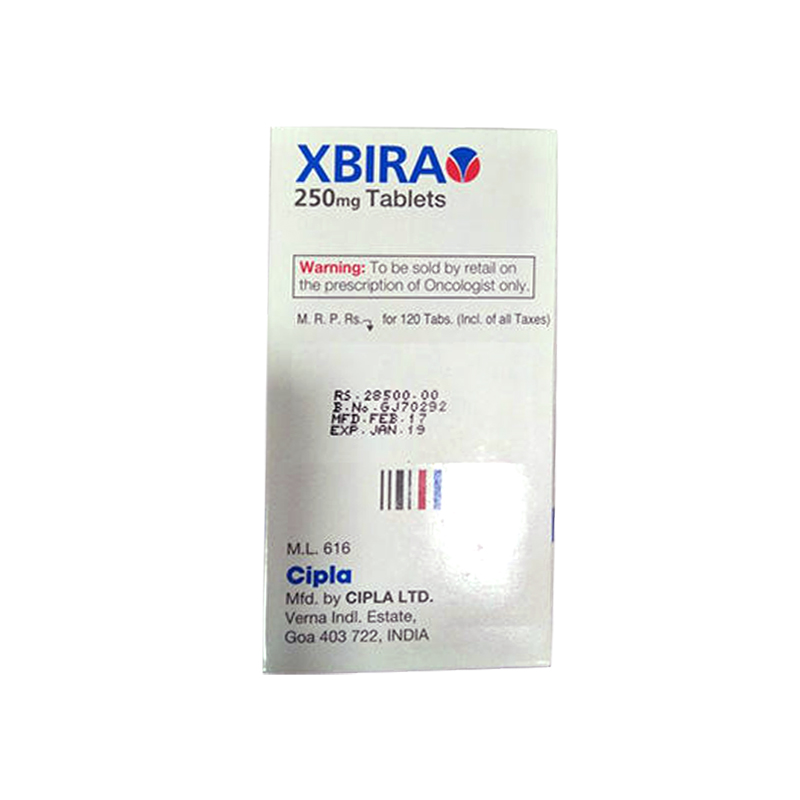 XBIRA
250mg Tablets
Warning: To be sold by retail on
the prescription of Oncologist only.
M. R. P. Rs. for 120 Tabs. (Incl. of all Taxes)
RS.28500.00
B.No.GJ70292
MFD.FEB.17
EXP.JAN.19
M.L. 616
Cipla
Mfd. by CIPLA LTD.
Verna Indl. Estate,
Goa 403 722, INDIA